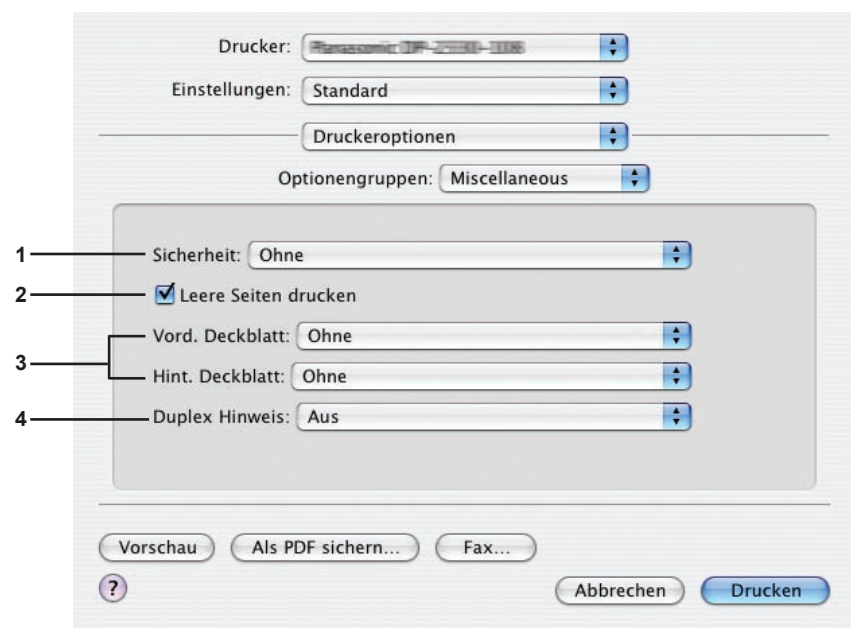 Drucker:
Einstellungen: Standard
Druckeroptionen
Optionengruppen: Miscellaneous
1 Sicherheit: Ohne
2 Leere Seiten drucken
3
Vord. Deckblatt: Ohne
Hint. Deckblatt: Ohne
4 Duplex Hinweis: Aus
Vorschau Als PDF sichern... Fax...
? Abbrechen Drucken